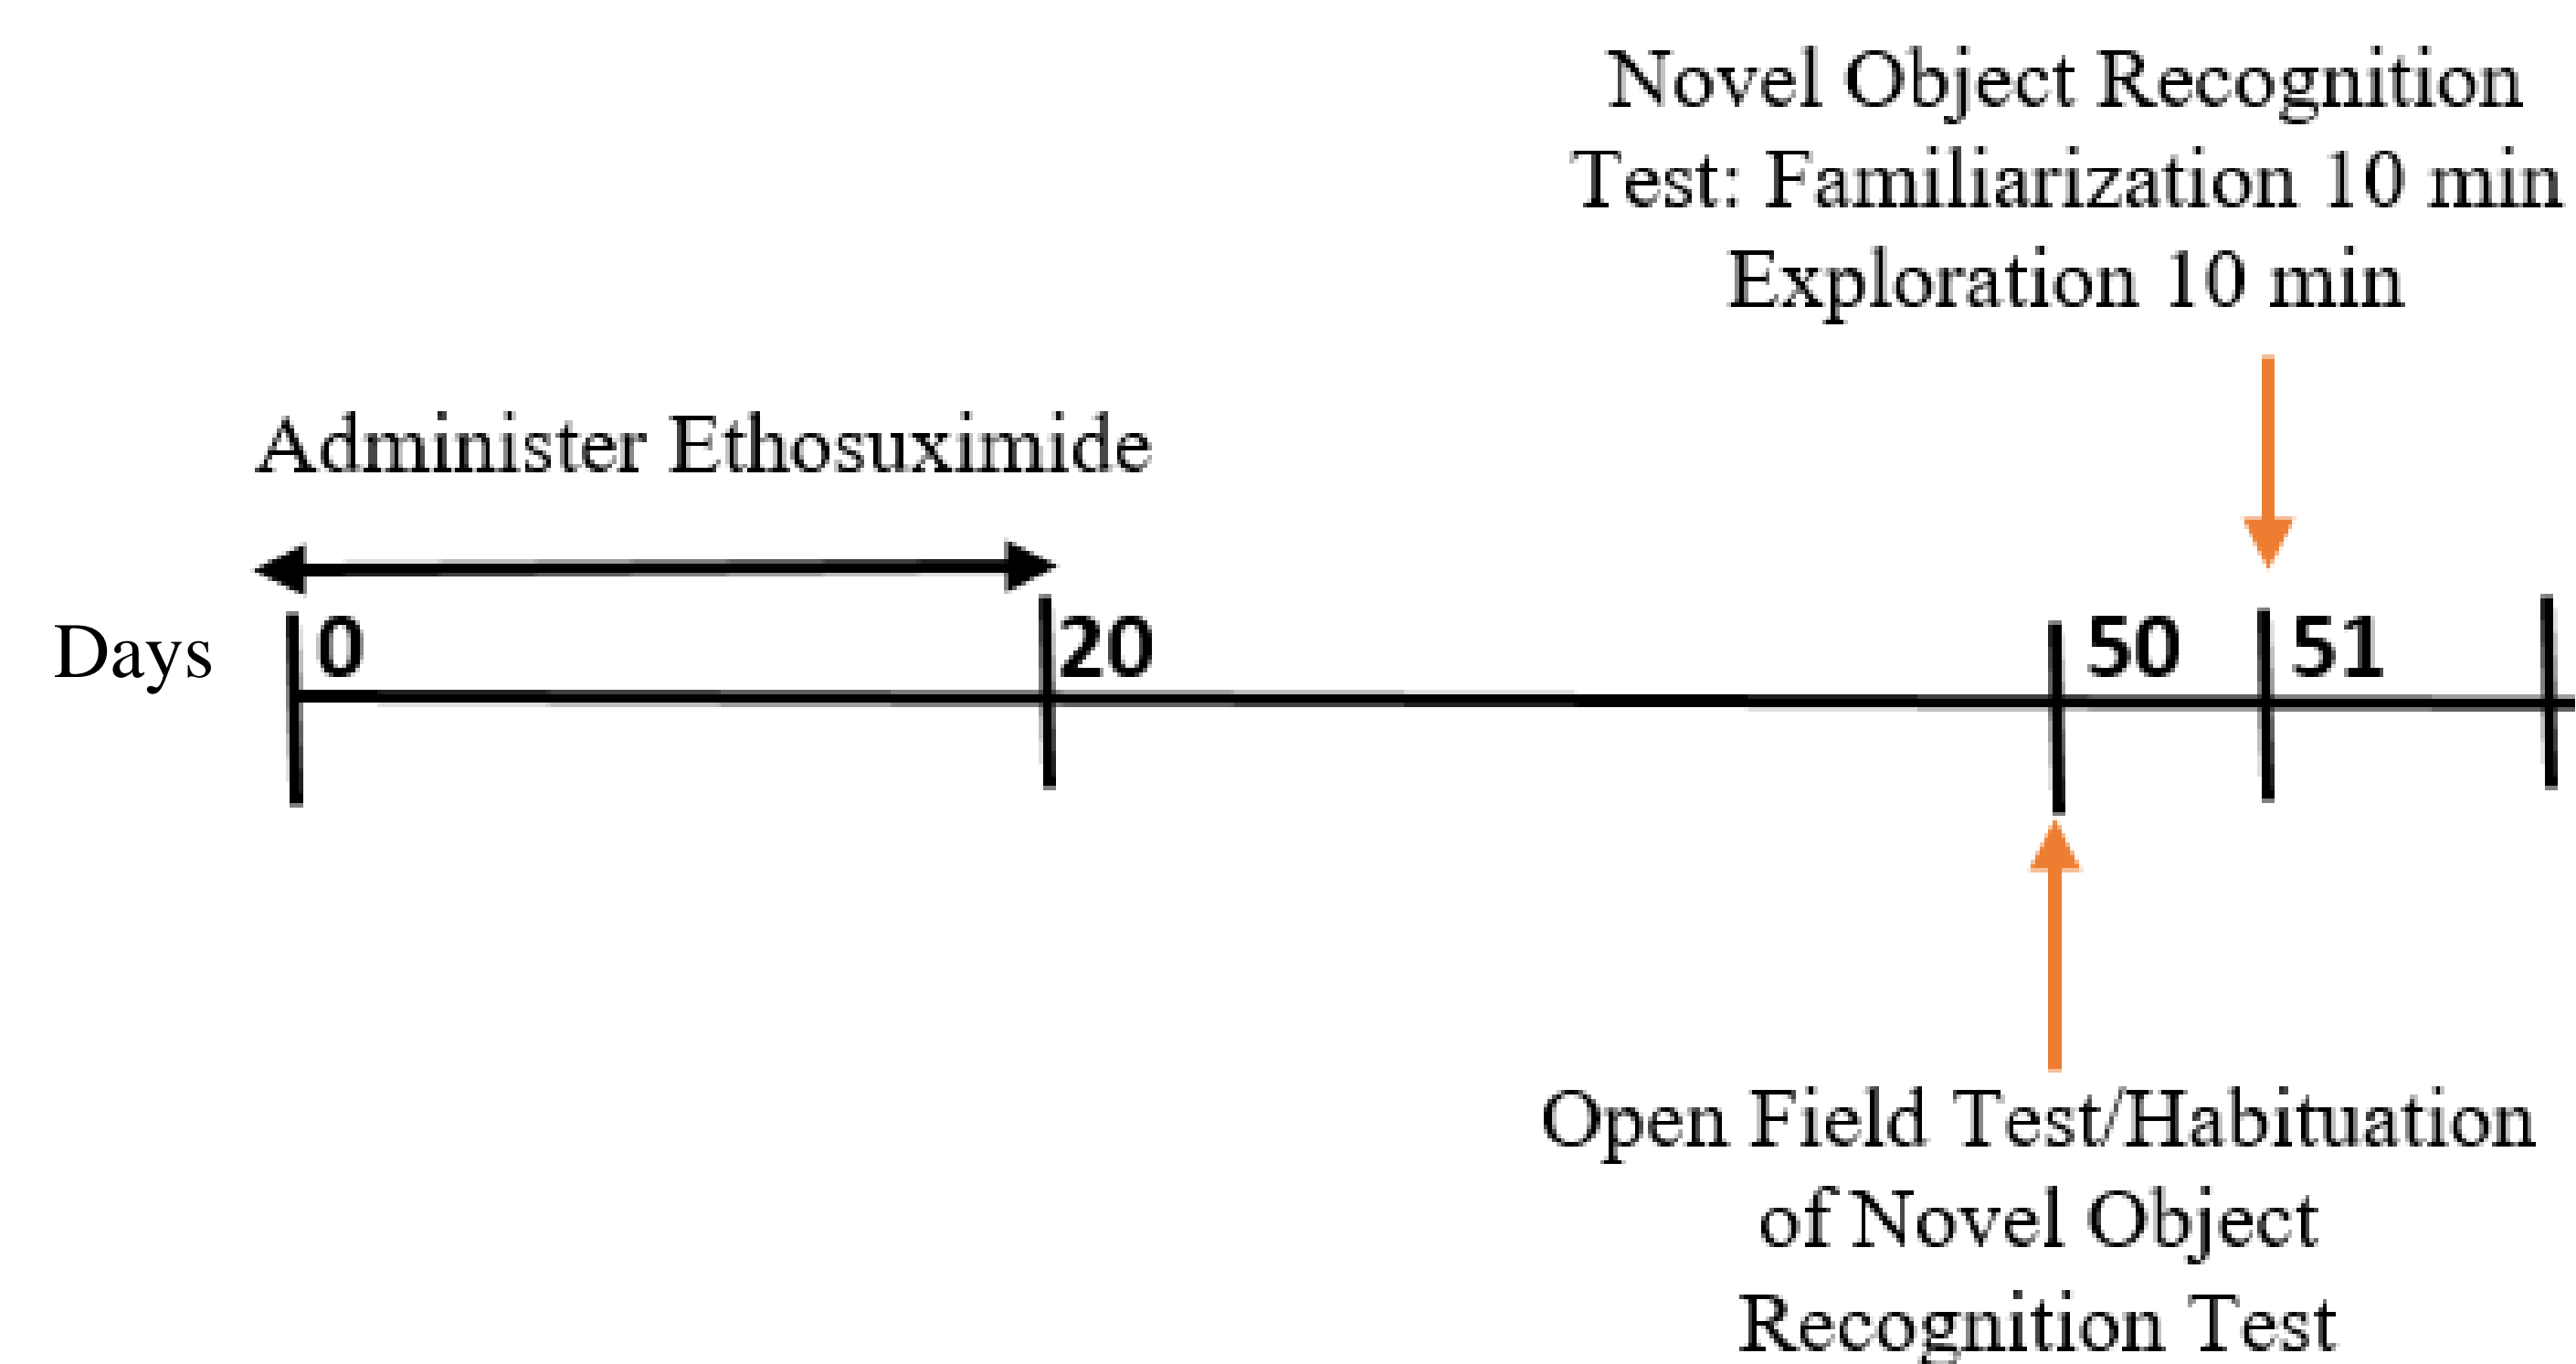 Novel Object Recognition
Test: Familiarization 10 min
Exploration 10 min
Administer Ethosuximide
Days 0 20 50 51
Open Field Test/Habituation
of Novel Object
Recognition Test